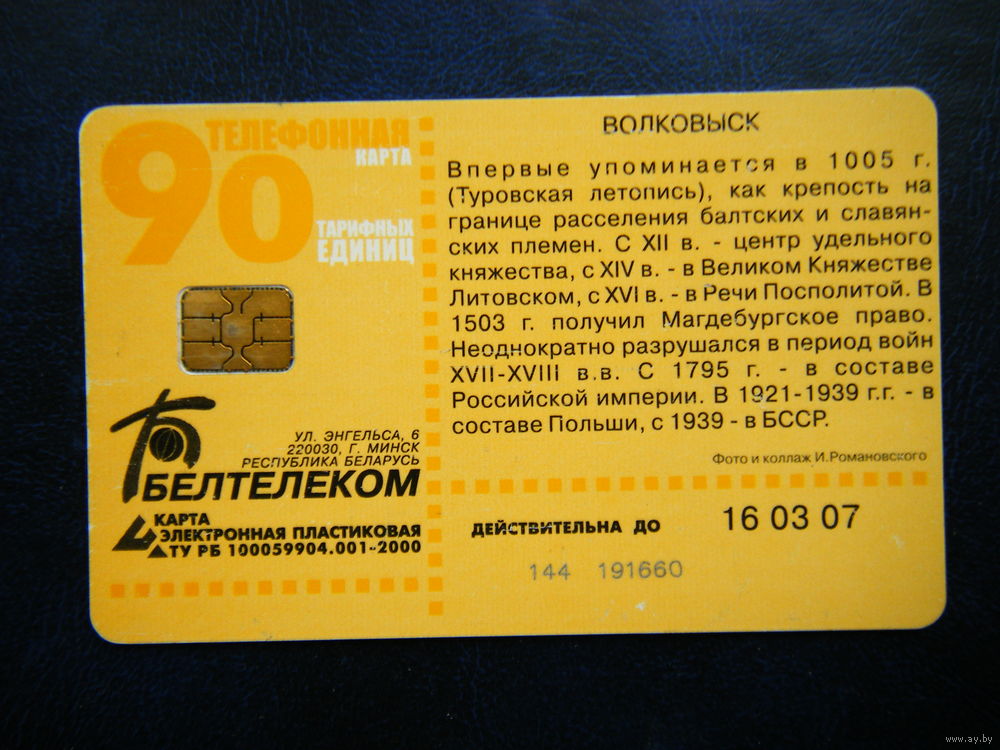 90
ТЕЛЕФОННАЯ
КАРТА
ТАРИФНЫХ
ЕДИНИЦ
УЛ. ЭНГЕЛЬСА, 6
220030, Г. МИНСК
РЕСПУБЛИКА БЕЛАРУСЬ
БЕЛТЕЛЕКОМ
КАРТА
ЭЛЕКТРОННАЯ ПЛАСТИКОВАЯ
ТУ РБ 100059904.001-2000
ВОЛКОВЫСК
Впервые упоминается в 1005 г.
(Туровская летопись), как крепость на
границе расселения балтских и славян-
ских племен. С XII в. - центр удельного
княжества, с XIV в. - в Великом Княжестве
Литовском, с XVI в. - в Речи Посполитой. В
1503 г. получил Магдебургское право.
Неоднократно разрушался в период войн
XVII-XVIII в.в. С 1795 г. - в составе
Российской империи. В 1921-1939 г.г. - в
составе Польши, с 1939 - в БССР.
Фото и коллаж И.Романовского
ДЕЙСТВИТЕЛЬНА ДО 16 03 07
144 191660
www.ay.by